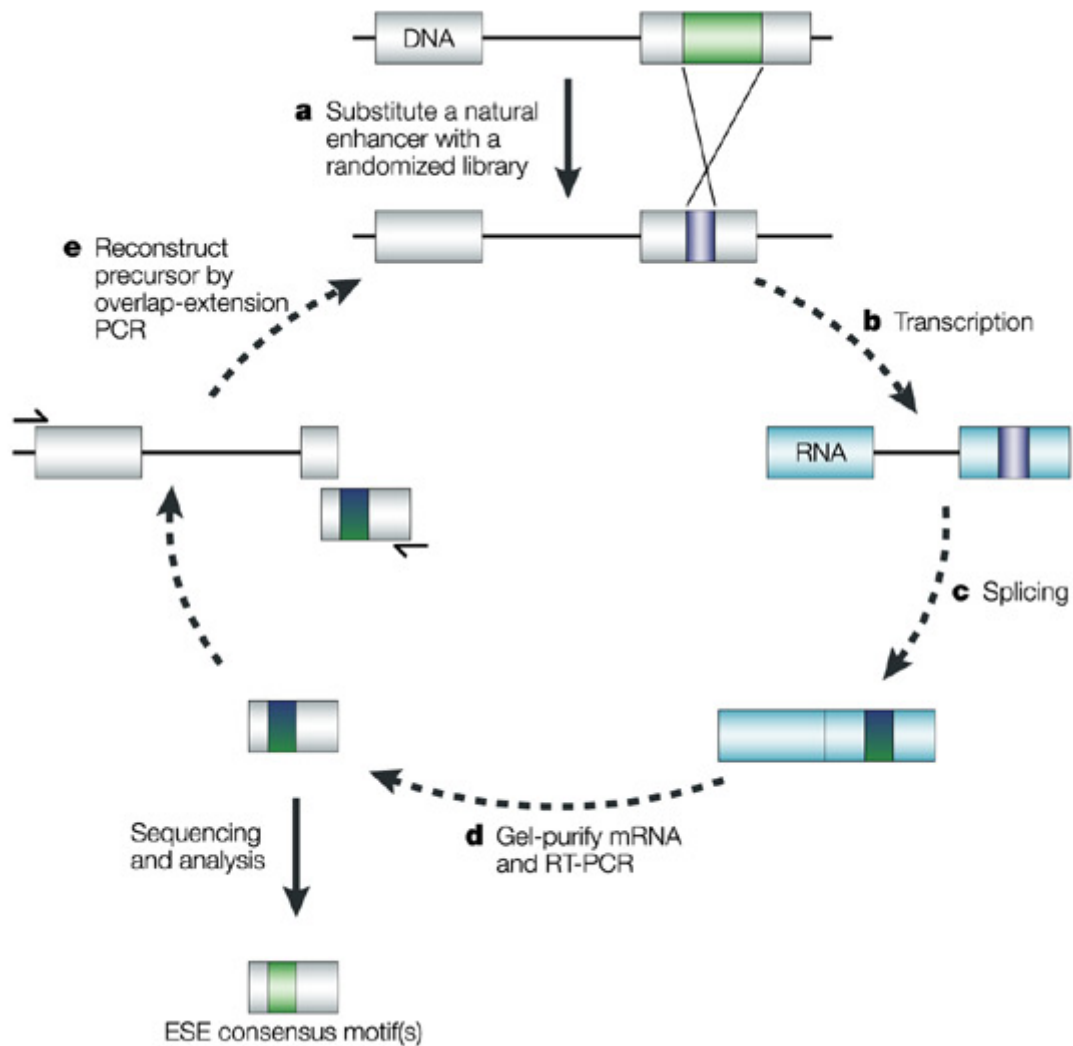 DNA
a Substitute a natural
enhancer with a
randomized library
e Reconstruct
precursor by
overlap-extension
PCR
b Transcription
RNA
c Splicing
d Gel-purify mRNA
and RT-PCR
Sequencing
and analysis
ESE consensus motif(s)